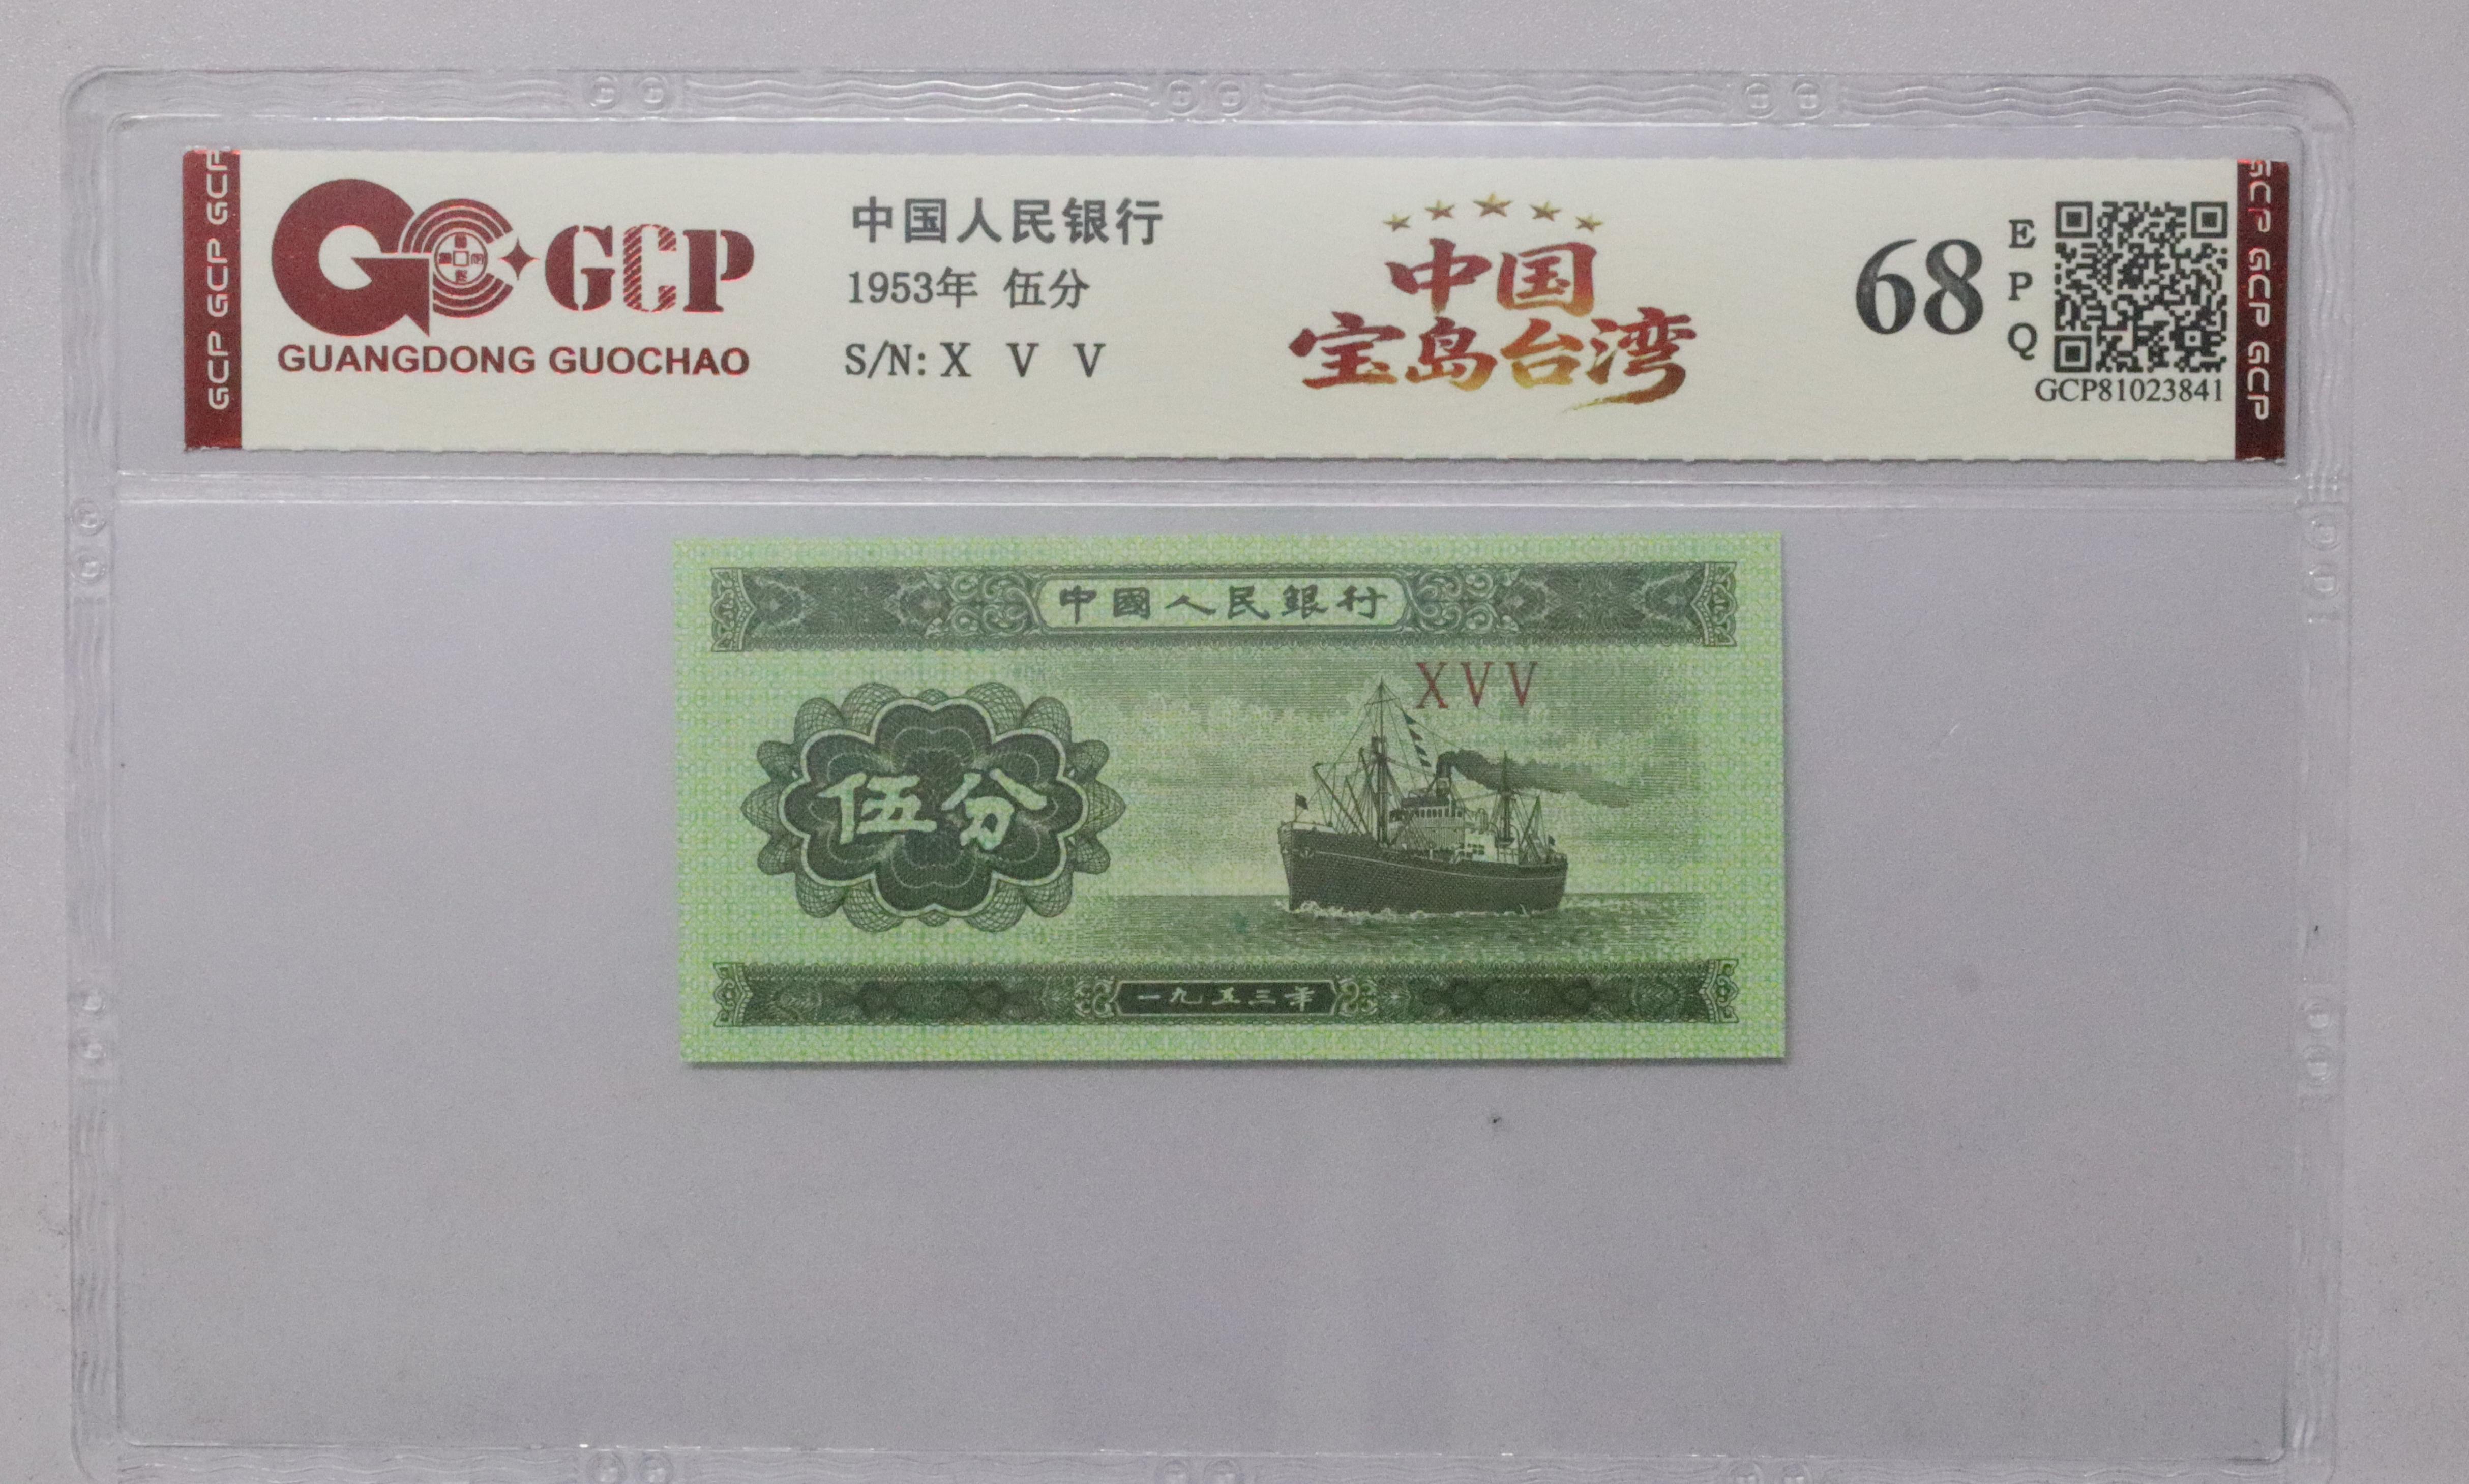 GCP GCP GCP
GCP
GUANGDONG GUOCHAO
中国人民银行
1953年 伍分
S/N: X V V
中国
宝岛台湾
68
E
P
Q
GCP81023841
GCP GCP GCP
中國人民銀行
XVV
伍分
一九五三年